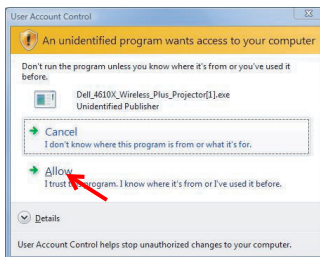 User Account Control
An unidentified program wants access to your computer
Don't run the program unless you know where it's from or you've used it
before.
Dell_4610X_Wireless_Plus_Projector[1].exe
Unidentified Publisher
Cancel
I don't know where this program is from or what it's for.
Allow
I trust this program. I know where it's from or I've used it before.
Details
User Account Control helps stop unauthorized changes to your computer.